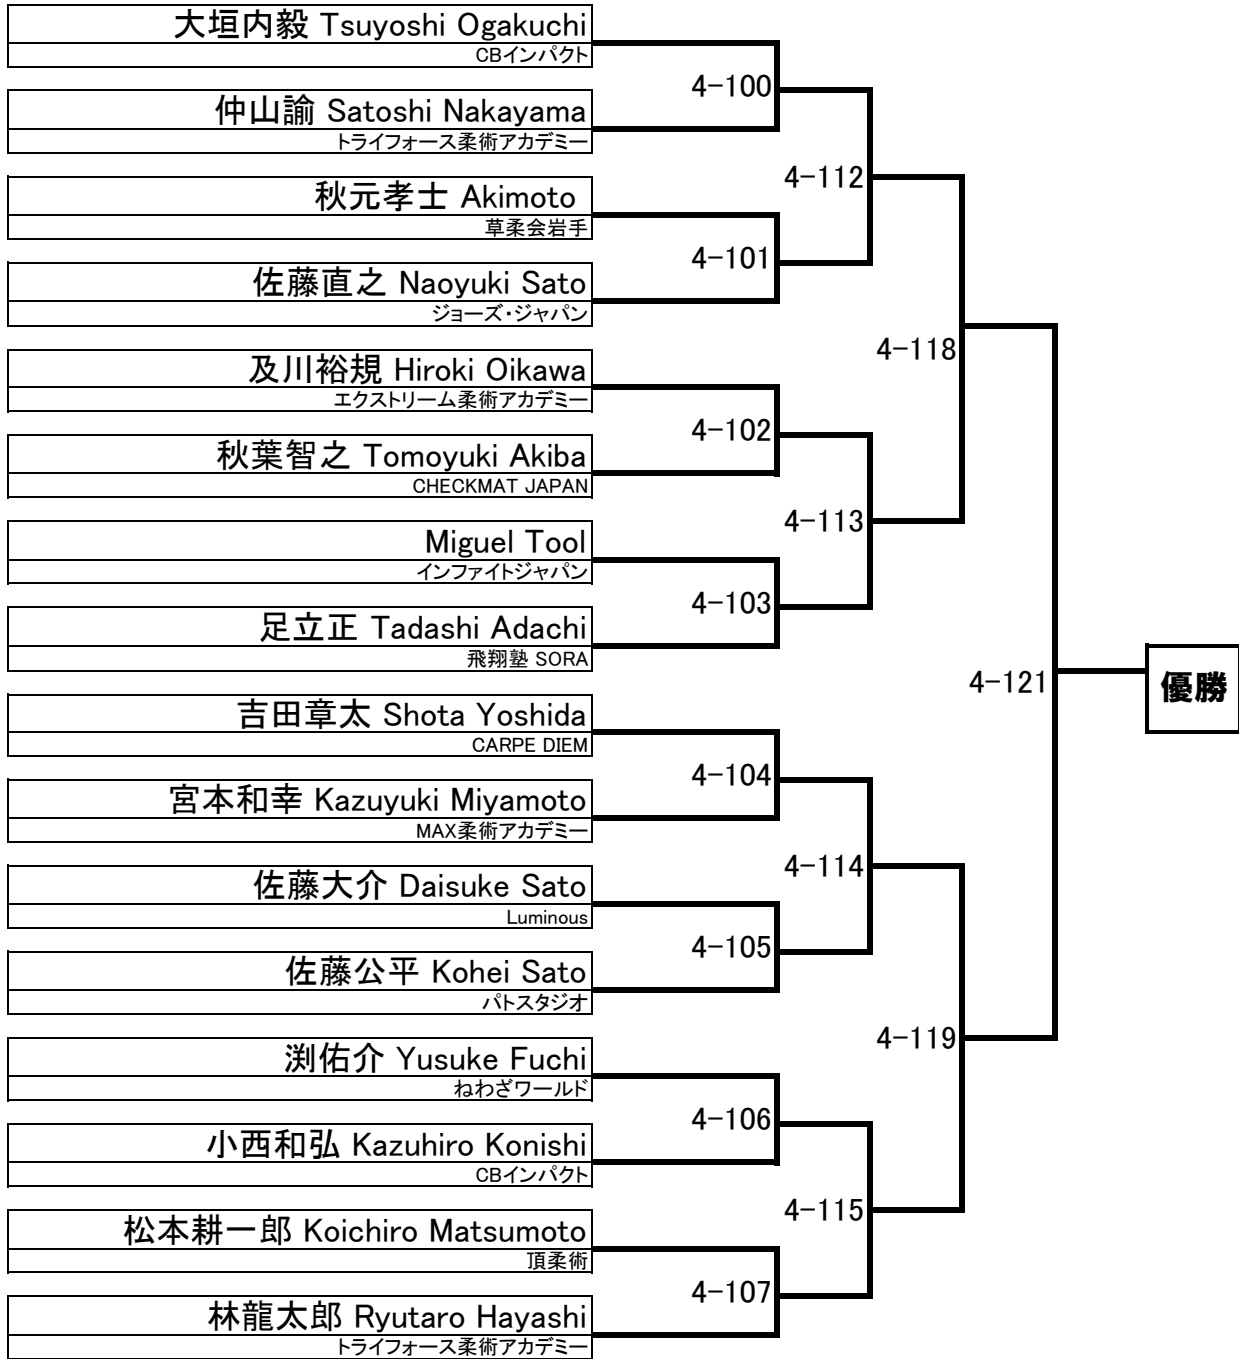 大垣内毅 Tsuyoshi Ogakuchi
CBインパクト
4-100
仲山諭 Satoshi Nakayama
トライフォース柔術アカデミー
4-112
秋元孝士 Akimoto
草柔会岩手
4-101
佐藤直之 Naoyuki Sato
ジョーズ・ジャパン
4-118
及川裕規 Hiroki Oikawa
エクストリーム柔術アカデミー
4-102
秋葉智之 Tomoyuki Akiba
CHECKMAT JAPAN
4-113
Miguel Tool
インファイトジャパン
4-103
足立正 Tadashi Adachi
飛翔塾 SORA
4-121
優勝
吉田章太 Shota Yoshida
CARPE DIEM
4-104
宮本和幸 Kazuyuki Miyamoto
MAX柔術アカデミー
4-114
佐藤大介 Daisuke Sato
Luminous
4-105
佐藤公平 Kohei Sato
パトスタジオ
4-119
渕佑介 Yusuke Fuchi
ねわざワールド
4-106
小西和弘 Kazuhiro Konishi
CBインパクト
4-115
松本耕一郎 Koichiro Matsumoto
頂柔術
4-107
林龍太郎 Ryutaro Hayashi
トライフォース柔術アカデミー